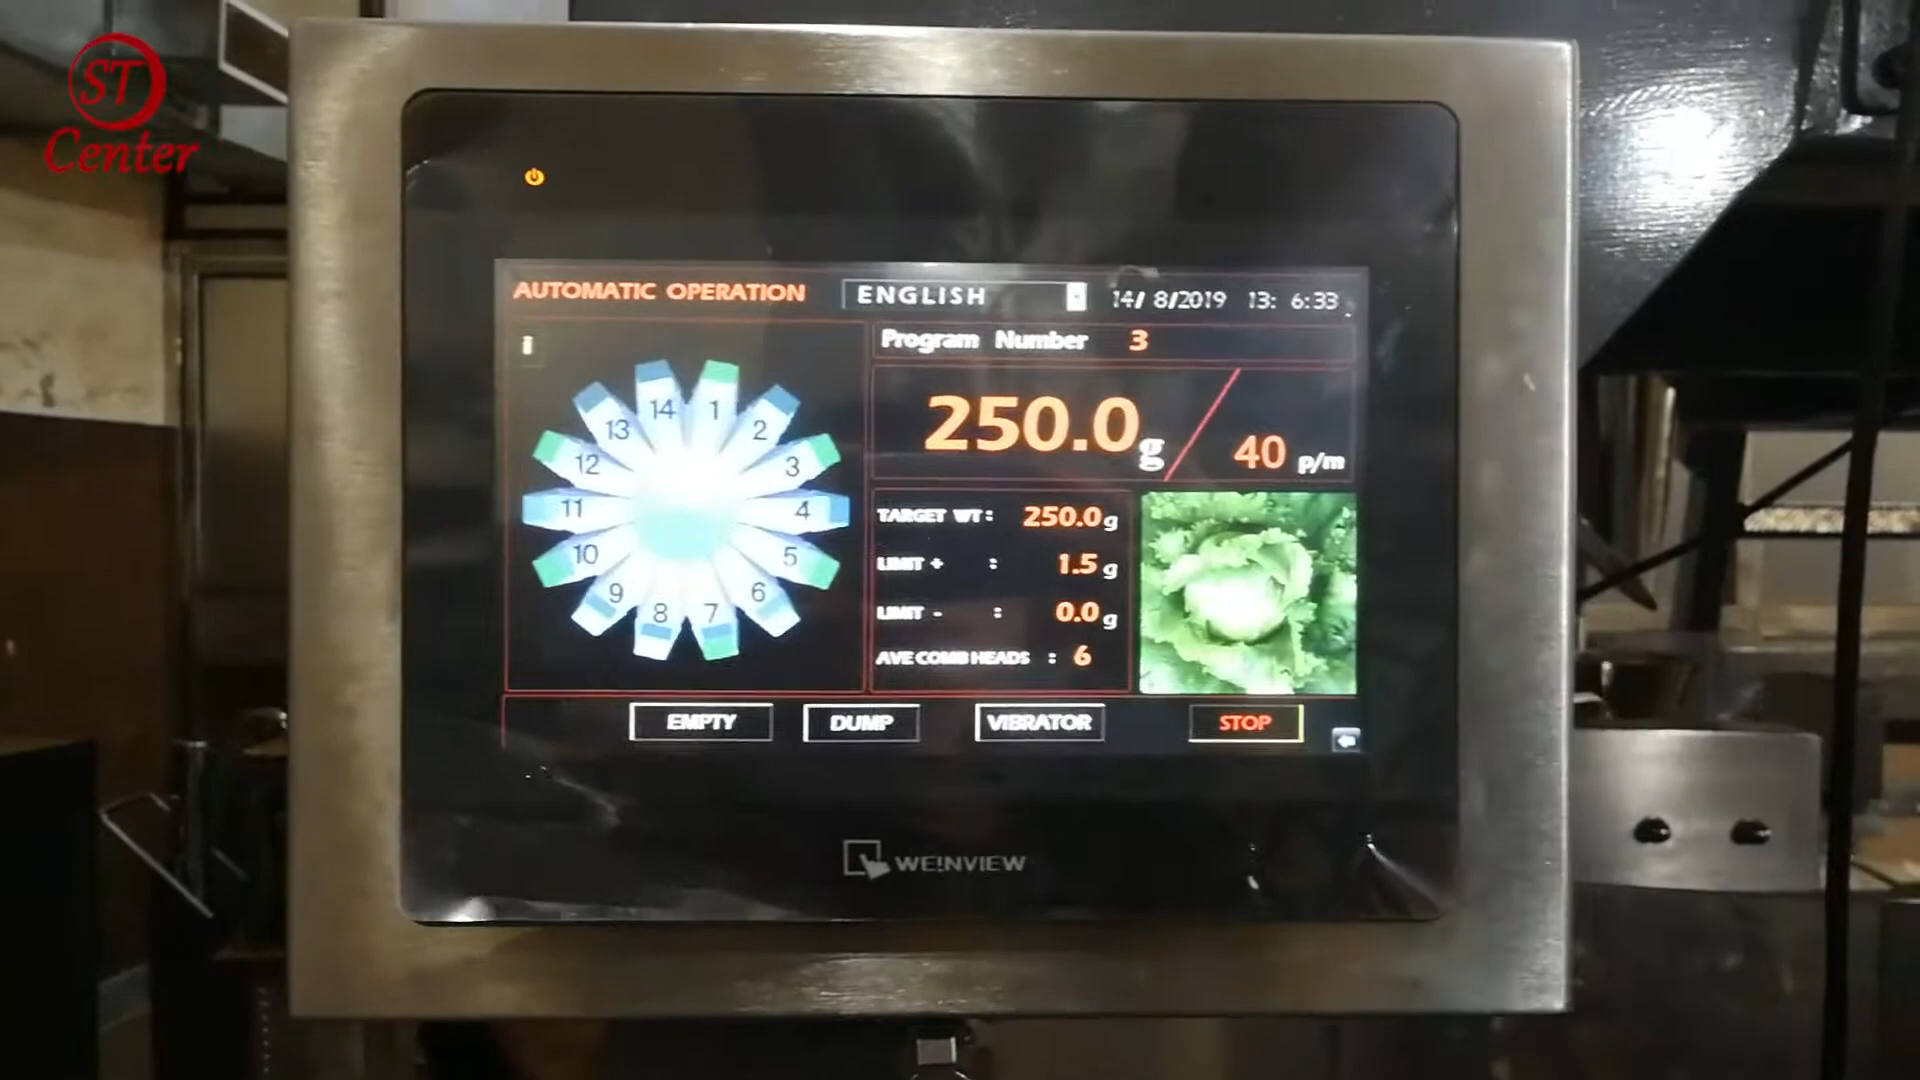 ST
Center
AUTOMATIC OPERATION
ENGLISH
14/ 8/2019 13: 6:33
i
Program Number 3
250.0g / 40 p/m
1
2
3
4
5
6
7
8
9
10
11
12
13
14
TARGET WT: 250.0g
LIMIT + : 1.5g
LIMIT - : 0.0g
AVE COMB HEADS : 6
EMPTY DUMP VIBRATOR STOP
WE!NVIEW